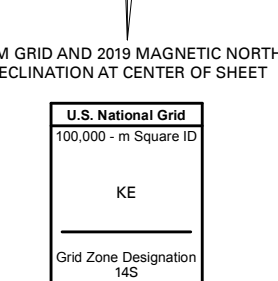 M GRID AND 2019 MAGNETIC NORTH
ECLINATION AT CENTER OF SHEET
U.S. National Grid
100,000 - m Square ID
KE
Grid Zone Designation
14S